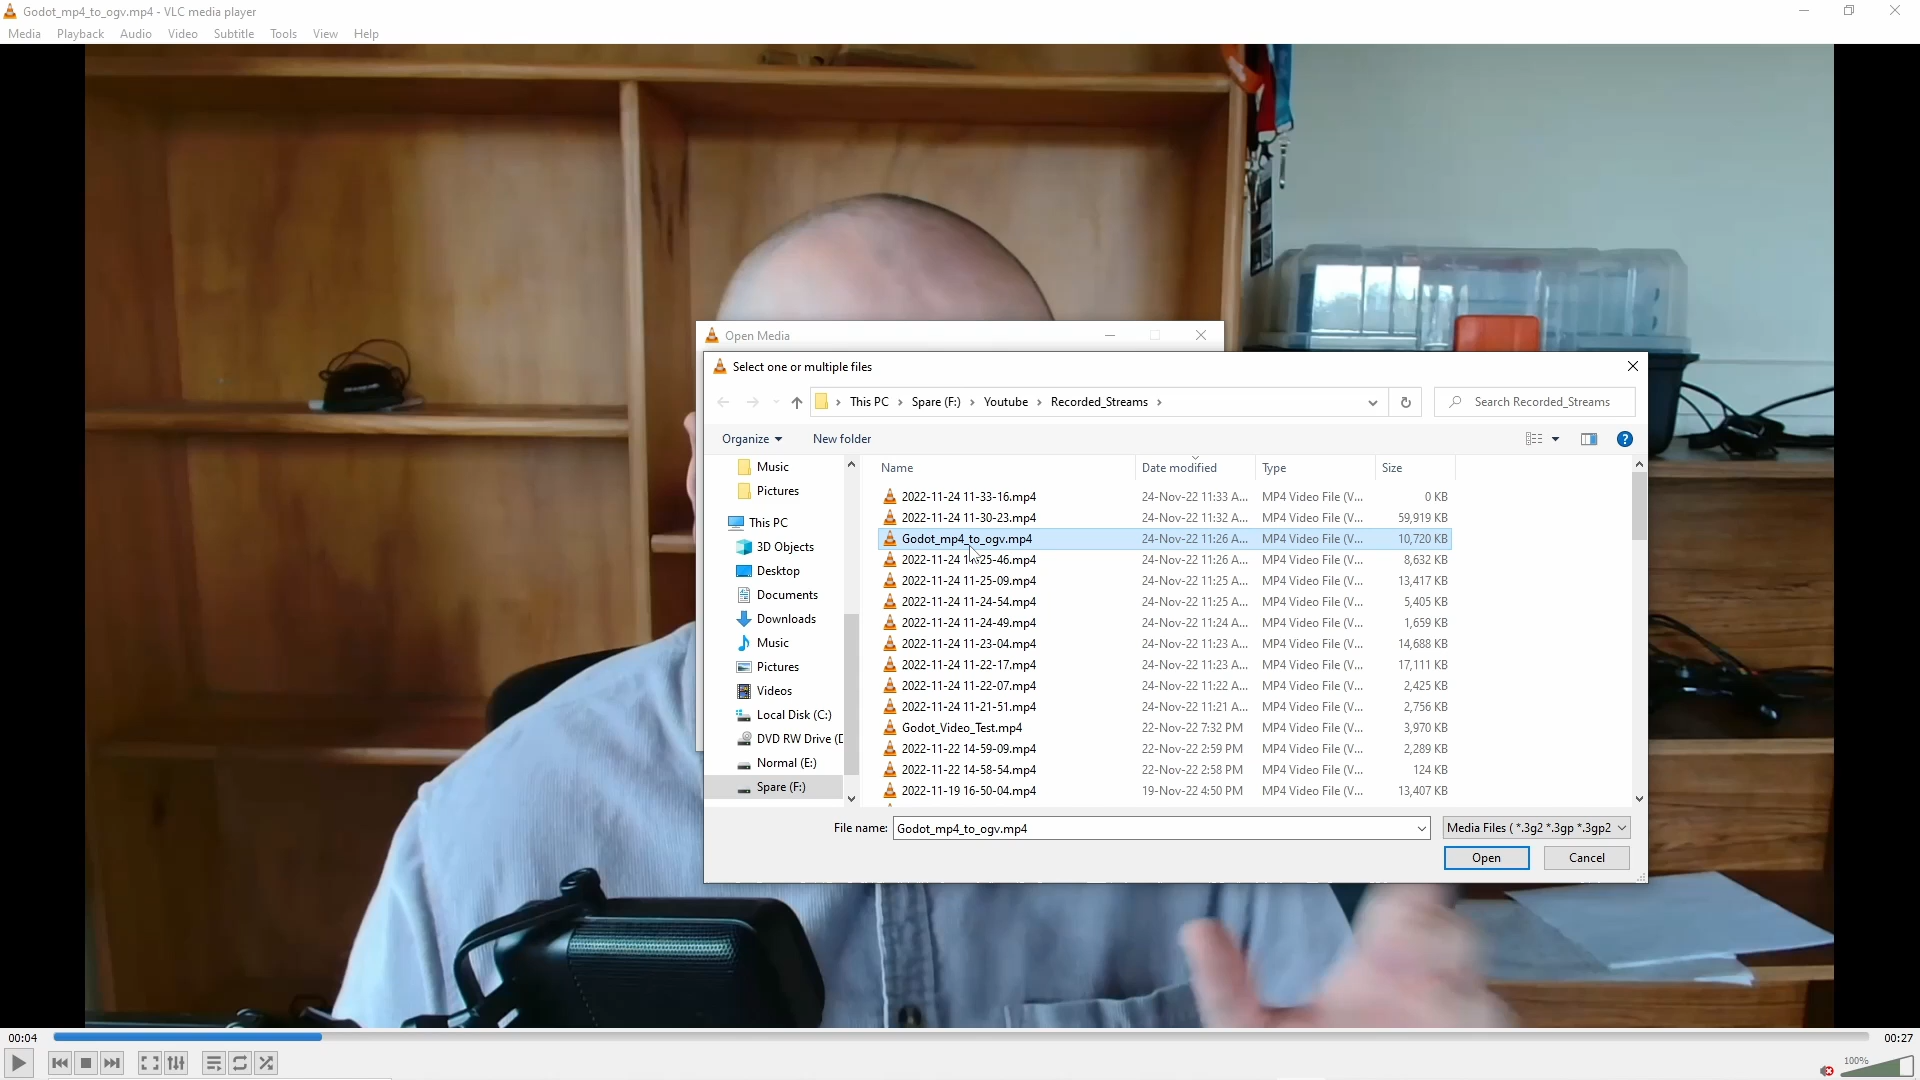 Godot_mp4_to_ogv.mp4 - VLC media player
Media Playback Audio Video Subtitle Tools View Help
Open Media
Select one or multiple files
This PC Spare (F:) Youtube Recorded_Streams
Search Recorded_Streams
Organize New folder
Music
Pictures
This PC
3D Objects
Desktop
Documents
Downloads
Music
Pictures
Videos
Local Disk (C:)
DVD RW Drive (D
Normal (E:)
Spare (F:)
Name Date modified Type Size
2022-11-24 11-33-16.mp4 24-Nov-22 11:33 A... MP4 Video File (V... 0 KB
2022-11-24 11-30-23.mp4 24-Nov-22 11:32 A... MP4 Video File (V... 59,919 KB
Godot_mp4_to_ogv.mp4 24-Nov-22 11:26 A... MP4 Video File (V... 10,720 KB
2022-11-24 11-25-46.mp4 24-Nov-22 11:26 A... MP4 Video File (V... 8,632 KB
2022-11-24 11-25-09.mp4 24-Nov-22 11:25 A... MP4 Video File (V... 13,417 KB
2022-11-24 11-24-54.mp4 24-Nov-22 11:25 A... MP4 Video File (V... 5,405 KB
2022-11-24 11-24-49.mp4 24-Nov-22 11:24 A... MP4 Video File (V... 1,659 KB
2022-11-24 11-23-04.mp4 24-Nov-22 11:23 A... MP4 Video File (V... 14,688 KB
2022-11-24 11-22-17.mp4 24-Nov-22 11:23 A... MP4 Video File (V... 17,111 KB
2022-11-24 11-22-07.mp4 24-Nov-22 11:22 A... MP4 Video File (V... 2,425 KB
2022-11-24 11-21-51.mp4 24-Nov-22 11:21 A... MP4 Video File (V... 2,756 KB
Godot_Video_Test.mp4 22-Nov-22 7:32 PM MP4 Video File (V... 3,970 KB
2022-11-22 14-59-09.mp4 22-Nov-22 2:59 PM MP4 Video File (V... 2,289 KB
2022-11-22 14-58-54.mp4 22-Nov-22 2:58 PM MP4 Video File (V... 124 KB
2022-11-19 16-50-04.mp4 19-Nov-22 4:50 PM MP4 Video File (V... 13,407 KB
File name: Godot_mp4_to_ogv.mp4 Media Files ( *.3g2 *.3gp *.3gp2
Open Cancel
00:04 00:27
100%